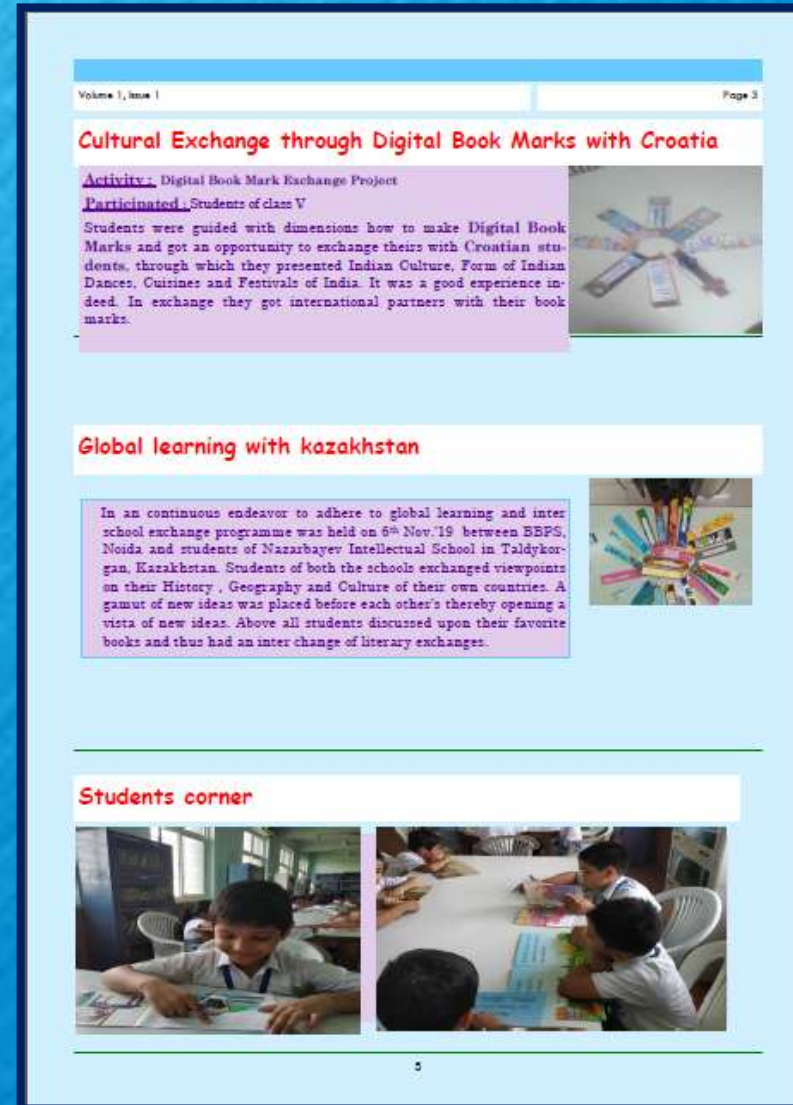 Volume 1, Issue 1
Page 3
Cultural Exchange through Digital Book Marks with Croatia
Activity : Digital Book Mark Exchange Project
Participated : Students of class V
Students were guided with dimensions how to make Digital Book
Marks and got an opportunity to exchange theirs with Croatian stu-
dents, through which they presented Indian Culture, Form of Indian
Dances, Cuisines and Festivals of India. It was a good experience in-
deed. In exchange they got international partners with their book
marks.
Global learning with kazakhstan
In an continuous endeavor to adhere to global learning and inter
school exchange programme was held on 6th Nov.'19 between BBPS,
Noida and students of Nazarbayev Intellectual School in Taldykor-
gan, Kazakhstan. Students of both the schools exchanged viewpoints
on their History , Geography and Culture of their own countries. A
gamut of new ideas was placed before each other's thereby opening a
vista of new ideas. Above all students discussed upon their favorite
books and thus had an inter change of literary exchanges.
Students corner
5